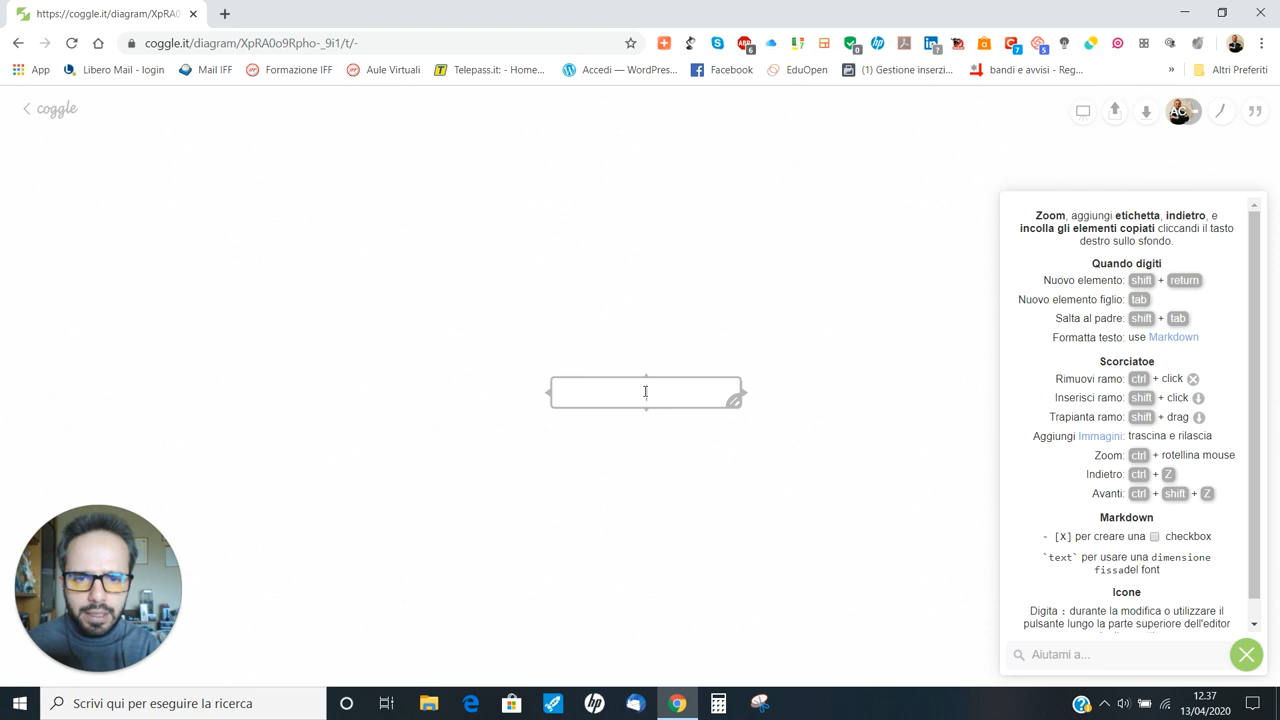 https://coggle.it/diagram/XpRA0
coggle.it/diagram/XpRA0o9Rpho-_9i1/t/-
App
Libero Mail - login
Mail IFF
Formazione IFF
Aule Virtuali
Telepass.it: - Home...
Accedi — WordPres...
Facebook
EduOpen
(1) Gestione inserzi...
bandi e avvisi - Reg...
»
Altri Preferiti
coggle
AC
Zoom, aggiungi etichetta, indietro, e
incolla gli elementi copiati cliccandi il tasto
destro sullo sfondo.
Quando digiti
Nuovo elemento: shift + return
Nuovo elemento figlio: tab
Salta al padre: shift + tab
Formatta testo: use Markdown
Scorciatoe
Rimuovi ramo: ctrl + click
Inserisci ramo: shift + click
Trapianta ramo: shift + drag
Aggiungi Immagini: trascina e rilascia
Zoom: ctrl + rotellina mouse
Indietro: ctrl + Z
Avanti: ctrl + shift + Z
Markdown
- [X] per creare una checkbox
`text` per usare una dimensione
fissadel font
Icone
Digita : durante la modifica o utilizzare il
pulsante lungo la parte superiore dell'editor
Aiutami a...
Scrivi qui per eseguire la ricerca
12.37
13/04/2020